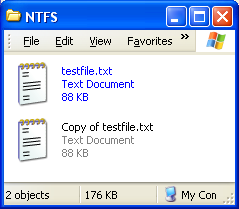 NTFS
File Edit View Favorites »
testfile.txt
Text Document
88 KB
Copy of testfile.txt
Text Document
88 KB
2 objects 176 KB My Con